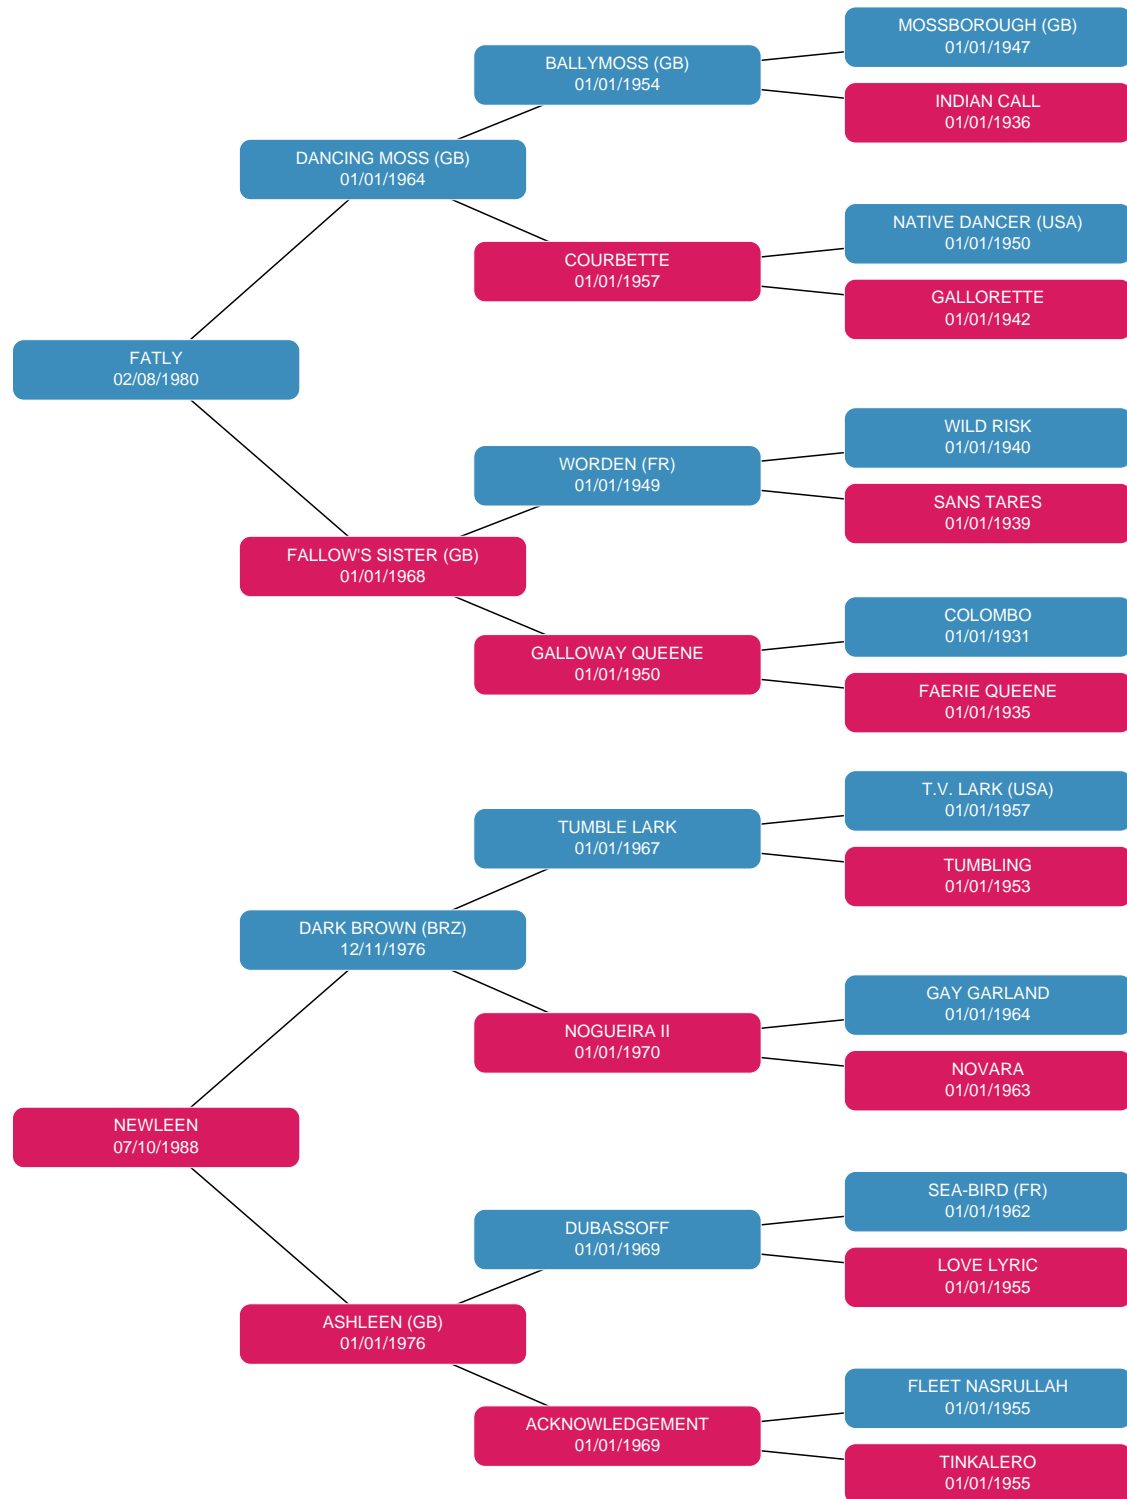 MOSSBOROUGH (GB)
01/01/1947
BALLYMOSS (GB)
01/01/1954
INDIAN CALL
01/01/1936
DANCING MOSS (GB)
01/01/1964
NATIVE DANCER (USA)
01/01/1950
COURBETTE
01/01/1957
GALLORETTE
01/01/1942
FATLY
02/08/1980
WILD RISK
01/01/1940
WORDEN (FR)
01/01/1949
SANS TARES
01/01/1939
FALLOW'S SISTER (GB)
01/01/1968
COLOMBO
01/01/1931
GALLOWAY QUEENE
01/01/1950
FAERIE QUEENE
01/01/1935
T.V. LARK (USA)
01/01/1957
TUMBLE LARK
01/01/1967
TUMBLING
01/01/1953
DARK BROWN (BRZ)
12/11/1976
GAY GARLAND
01/01/1964
NOGUEIRA II
01/01/1970
NOVARA
01/01/1963
NEWLEEN
07/10/1988
SEA-BIRD (FR)
01/01/1962
DUBASSOFF
01/01/1969
LOVE LYRIC
01/01/1955
ASHLEEN (GB)
01/01/1976
FLEET NASRULLAH
01/01/1955
ACKNOWLEDGEMENT
01/01/1969
TINKALERO
01/01/1955